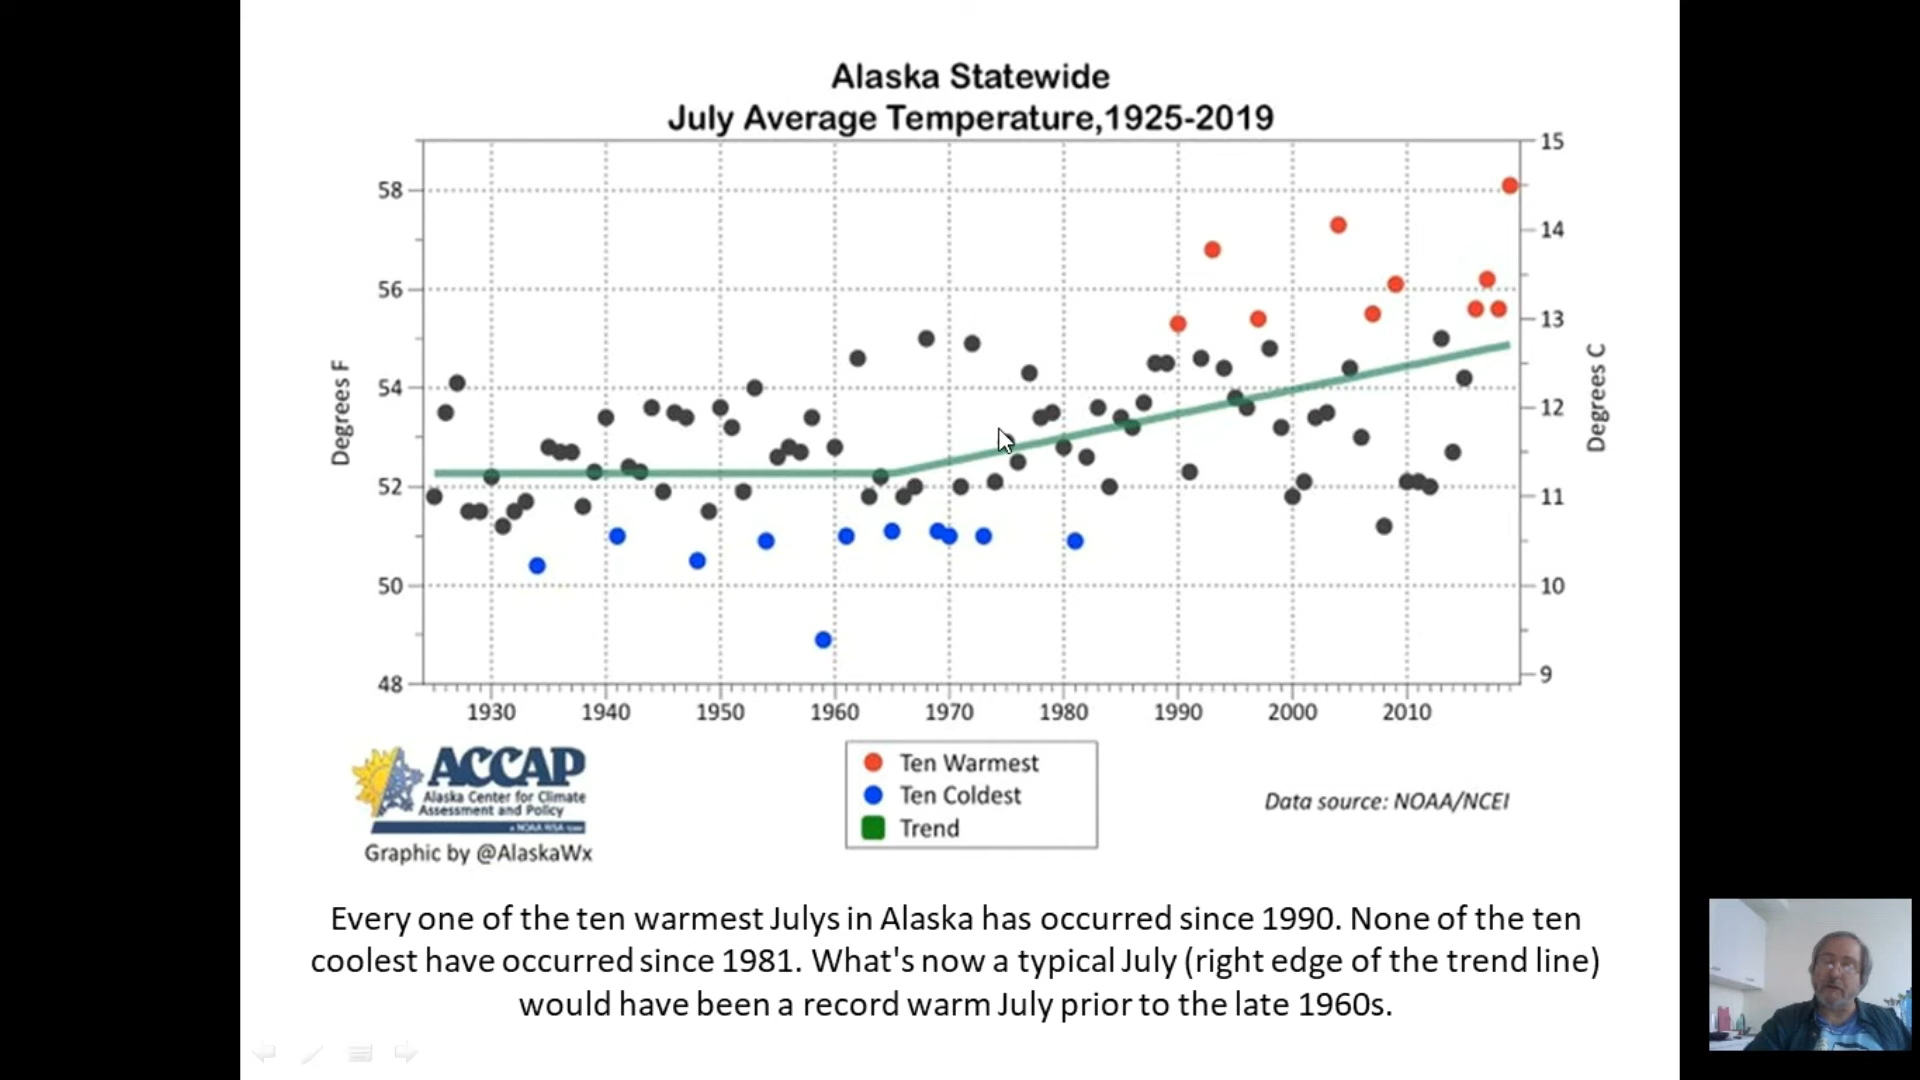 Alaska Statewide
July Average Temperature,1925-2019
15
58
14
56
13
Degrees F
54
12
Degrees C
52
11
50
10
48
9
1930 1940 1950 1960 1970 1980 1990 2000 2010
ACCAP
Alaska Center for Climate
Assessment and Policy
Graphic by @AlaskaWx
Ten Warmest
Ten Coldest
Trend
Data source: NOAA/NCEI
Every one of the ten warmest Julys in Alaska has occurred since 1990. None of the ten
coolest have occurred since 1981. What's now a typical July (right edge of the trend line)
would have been a record warm July prior to the late 1960s.